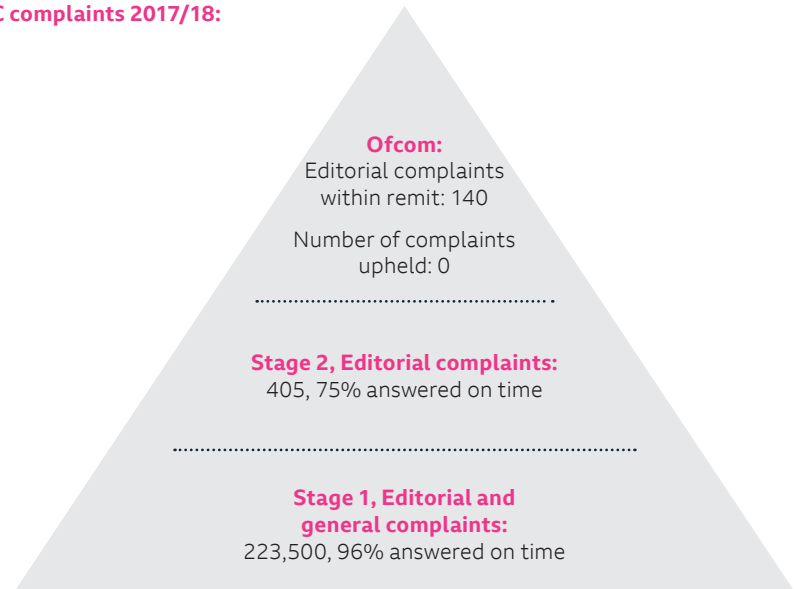 C complaints 2017/18:
Ofcom:
Editorial complaints
within remit: 140
Number of complaints
upheld: 0
Stage 2, Editorial complaints:
405, 75% answered on time
Stage 1, Editorial and
general complaints:
223,500, 96% answered on time